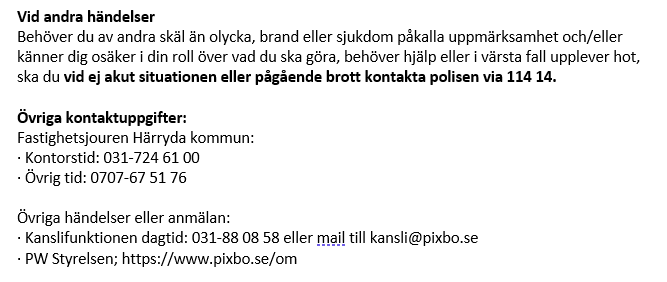 Vid andra händelser
Behöver du av andra skäl än olycka, brand eller sjukdom påkalla uppmärksamhet och/eller
känner dig osäker i din roll över vad du ska göra, behöver hjälp eller i värsta fall upplever hot,
ska du vid ej akut situationen eller pågående brott kontakta polisen via 114 14.

Övriga kontaktuppgifter:
Fastighetsjouren Härryda kommun:
· Kontorstid: 031-724 61 00
· Övrig tid: 0707-67 51 76

Övriga händelser eller anmälan:
· Kanslifunktionen dagtid: 031-88 08 58 eller mail till kansli@pixbo.se
· PW Styrelsen; https://www.pixbo.se/om